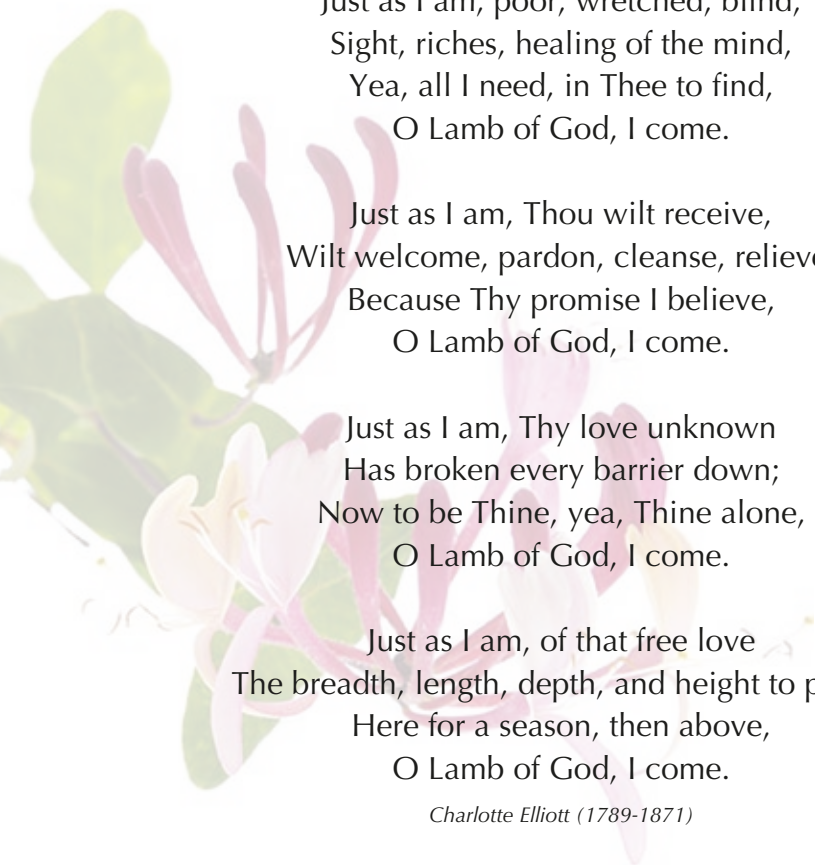 Just as I am, poor, wretched, blind,
Sight, riches, healing of the mind,
Yea, all I need, in Thee to find,
O Lamb of God, I come.
Just as I am, Thou wilt receive,
Wilt welcome, pardon, cleanse, relieve
Because Thy promise I believe,
O Lamb of God, I come.
Just as I am, Thy love unknown
Has broken every barrier down;
Now to be Thine, yea, Thine alone,
O Lamb of God, I come.
Just as I am, of that free love
The breadth, length, depth, and height to
Here for a season, then above,
O Lamb of God, I come.
Charlotte Elliott (1789-1871)